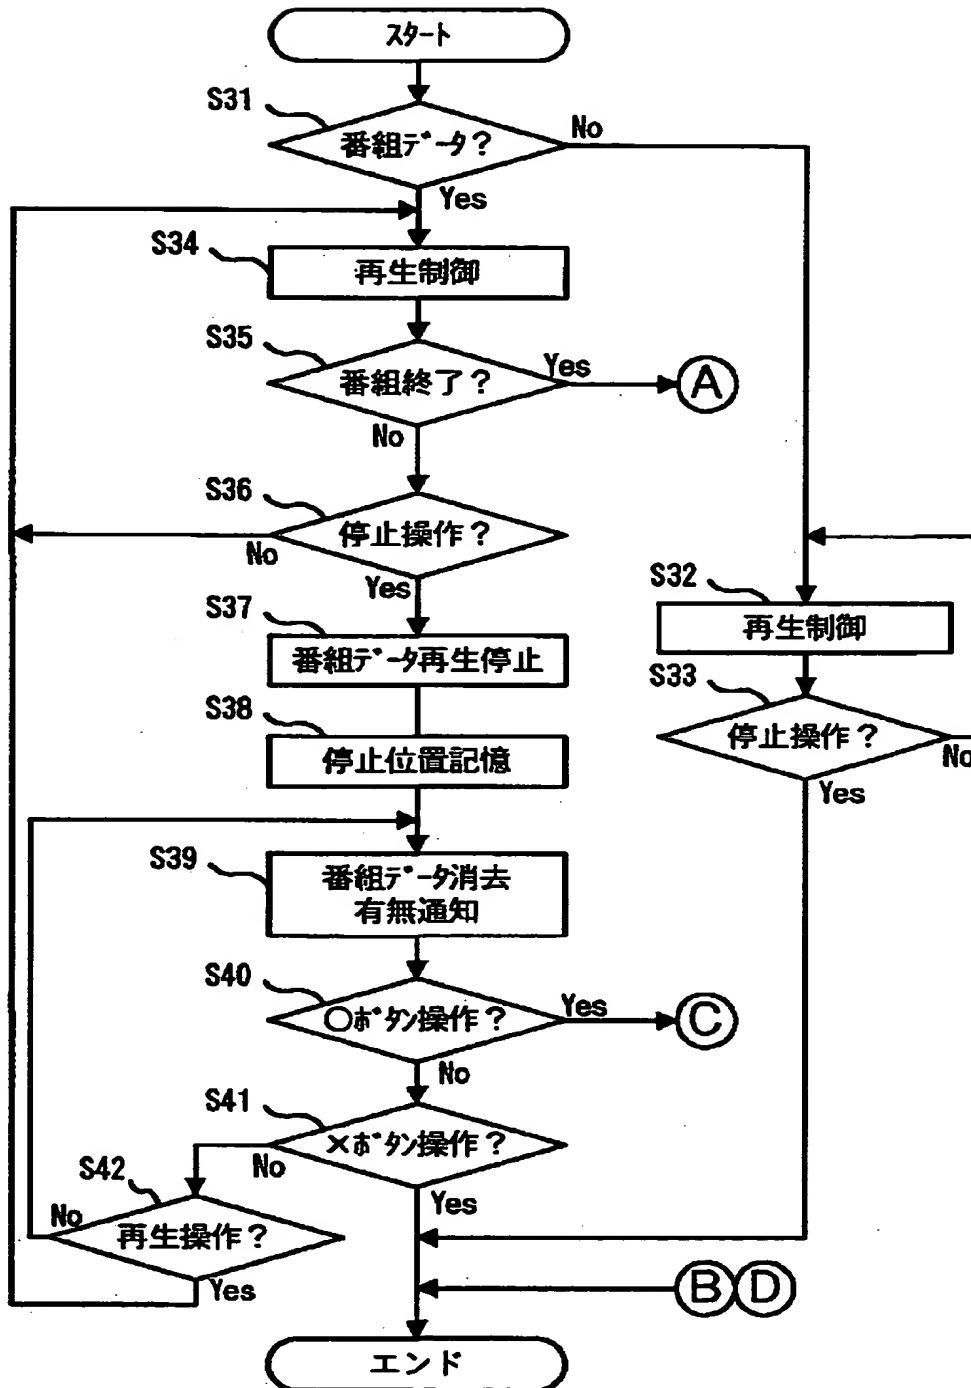 スタート
S31
番組ﾃﾞｰﾀ?
No
Yes
S34
再生制御
S35
番組終了?
Yes
A
No
S36
停止操作?
No
Yes
S32
再生制御
S37
番組ﾃﾞｰﾀ再生停止
S33
停止操作?
No
Yes
S38
停止位置記憶
S39
番組ﾃﾞｰﾀ消去
有無通知
S40
○ﾎﾞﾀﾝ操作?
Yes
C
No
S41
×ﾎﾞﾀﾝ操作?
No
Yes
S42
再生操作?
No
Yes
B
D
エンド